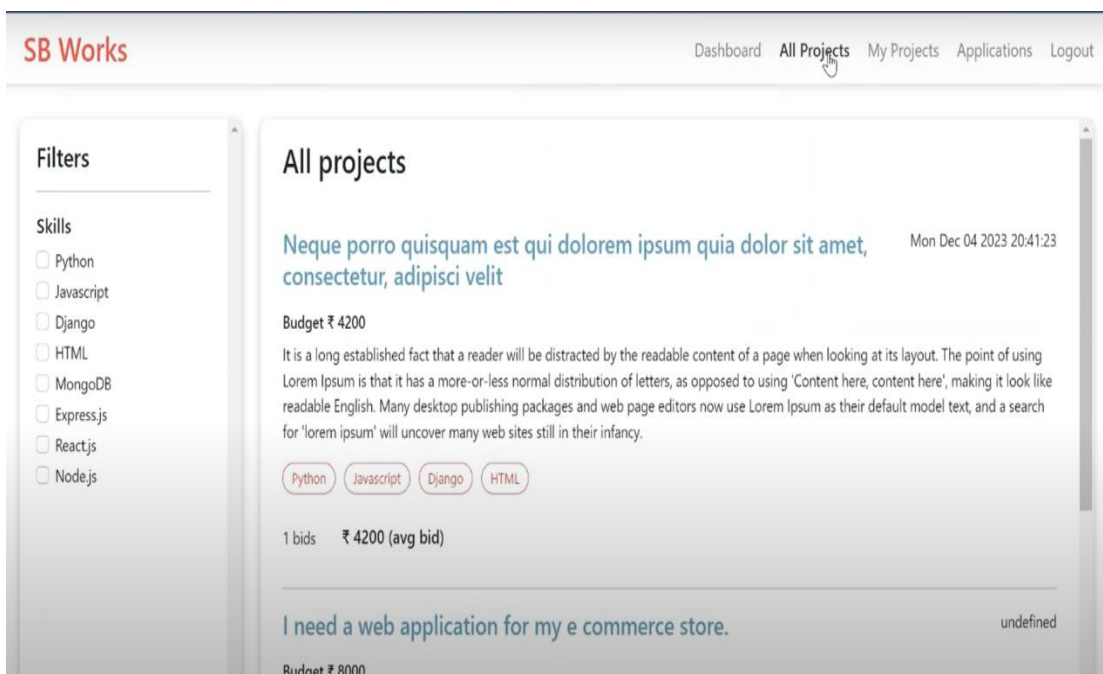 SB Works
Dashboard All Projects My Projects Applications Logout
Filters
Skills
Python
Javascript
Django
HTML
MongoDB
Express.js
React.js
Node.js
All projects
Neque porro quisquam est qui dolorem ipsum quia dolor sit amet,
consectetur, adipisci velit
Mon Dec 04 2023 20:41:23
Budget ₹ 4200
It is a long established fact that a reader will be distracted by the readable content of a page when looking at its layout. The point of using
Lorem Ipsum is that it has a more-or-less normal distribution of letters, as opposed to using 'Content here, content here', making it look like
readable English. Many desktop publishing packages and web page editors now use Lorem Ipsum as their default model text, and a search
for 'lorem ipsum' will uncover many web sites still in their infancy.
Python Javascript Django HTML
1 bids ₹ 4200 (avg bid)
I need a web application for my e commerce store.
undefined
Budget ₹ 8000